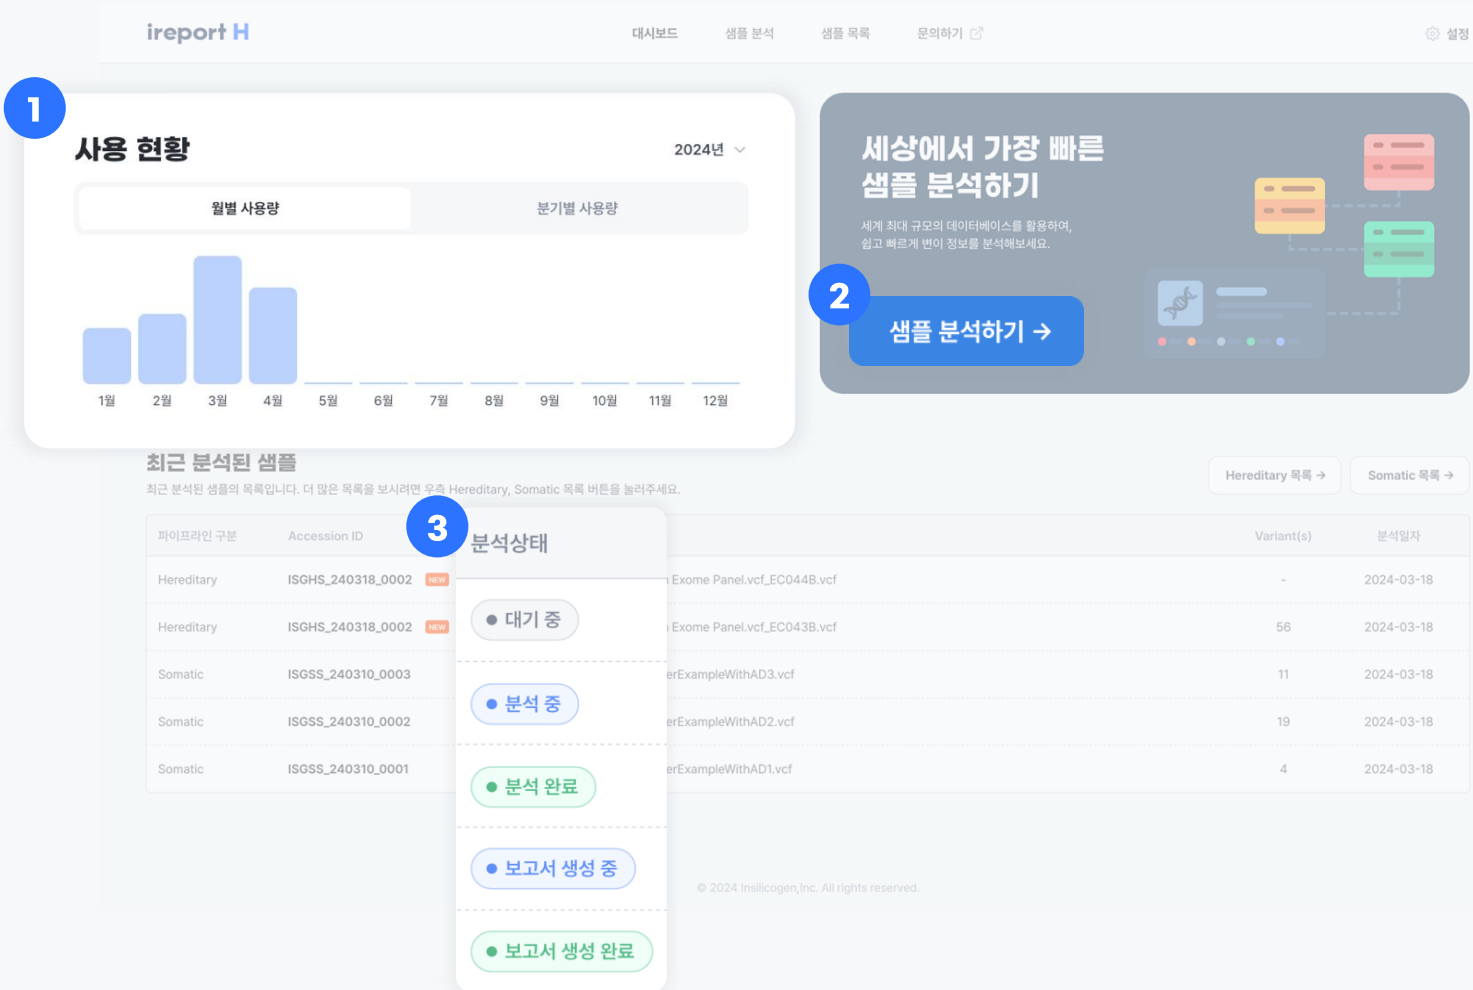 ireport H
대시보드
샘플 분석
샘플 목록
문의하기
설정
1
사용 현황
2024년
월별 사용량
분기별 사용량
1월
2월
3월
4월
5월
6월
7월
8월
9월
10월
11월
12월
세상에서 가장 빠른
샘플 분석하기
세계 최대 규모의 데이터베이스를 활용하여,
쉽고 빠르게 변이 정보를 분석해보세요.
2
샘플 분석하기 →
최근 분석된 샘플
최근 분석된 샘플의 목록입니다. 더 많은 목록을 보시려면 우측 Hereditary, Somatic 목록 버튼을 눌러주세요.
Hereditary 목록 →
Somatic 목록 →
파이프라인 구분
Accession ID
3
분석상태
Variant(s)
분석일자
Hereditary ISGHS_240318_0002 NEW Exome Panel.vcf_EC044B.vcf - 2024-03-18
대기 중
Hereditary ISGHS_240318_0002 NEW Exome Panel.vcf_EC043B.vcf 56 2024-03-18
Somatic ISGSS_240310_0003 erExampleWithAD3.vcf 11 2024-03-18
분석 중
Somatic ISGSS_240310_0002 erExampleWithAD2.vcf 19 2024-03-18
Somatic ISGSS_240310_0001 erExampleWithAD1.vcf 4 2024-03-18
분석 완료
보고서 생성 중
보고서 생성 완료
© 2024 Insilicogen,Inc. All rights reserved.